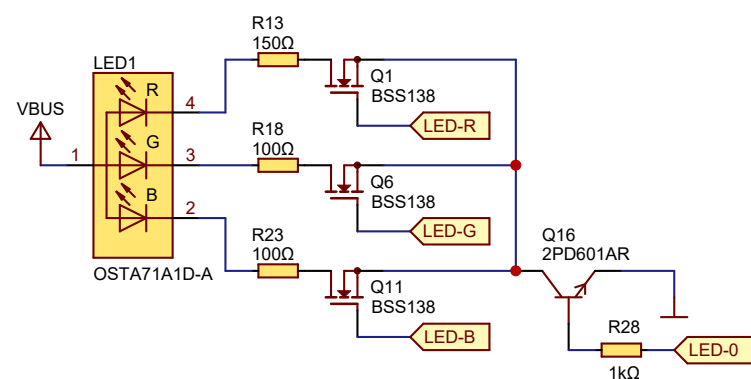 R13
150Ω
LED1
Q1
BSS138
R
4
VBUS
LED-R
R18
100Ω
G
1
3
Q6
BSS138
B
2
LED-G
R23
100Ω
Q16
2PD601AR
OSTA71A1D-A
Q11
BSS138
R28
LED-B
LED-0
1kΩ